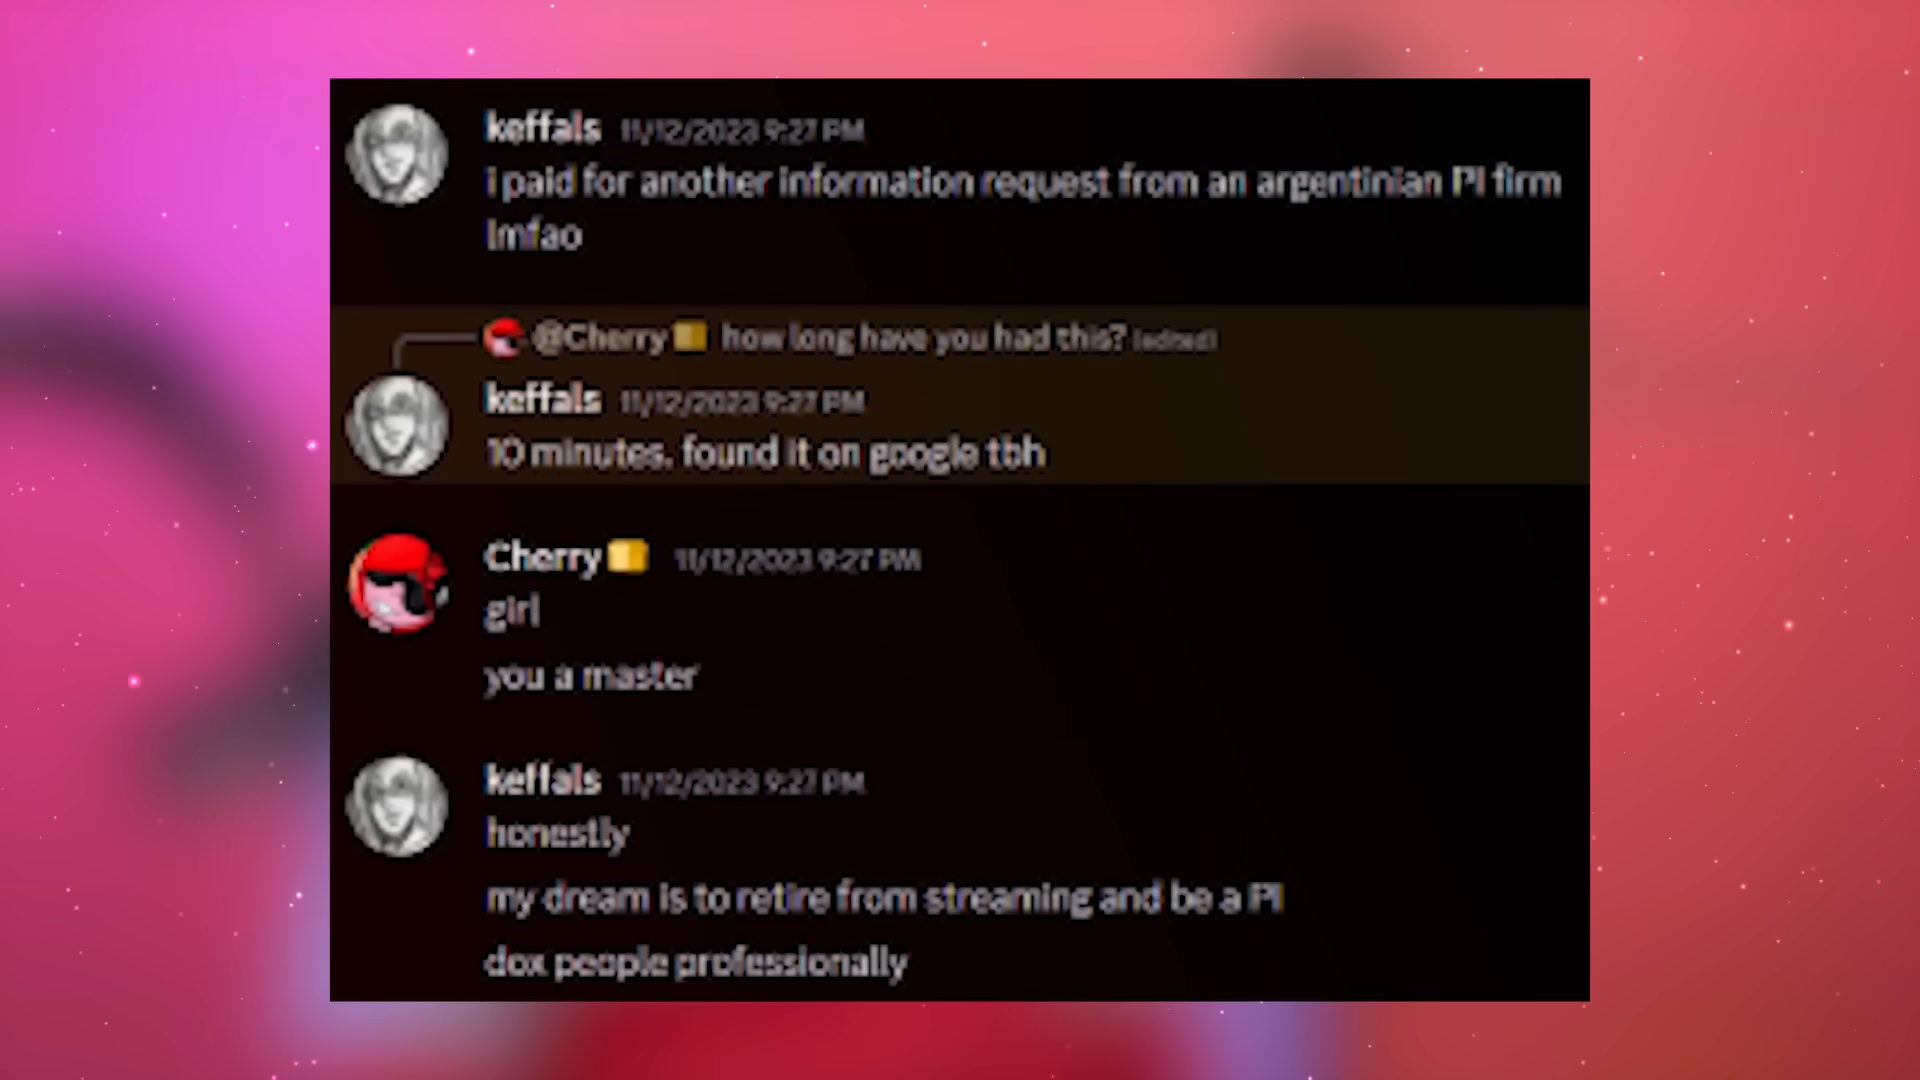 keffals 11/12/2023 9:27 PM
i paid for another information request from an argentinian PI firm
lmfao
@Cherry how long have you had this? (edited)
keffals 11/12/2023 9:27 PM
10 minutes. found it on google tbh
Cherry 11/12/2023 9:27 PM
girl
you a master
keffals 11/12/2023 9:27 PM
honestly
my dream is to retire from streaming and be a PI
dox people professionally